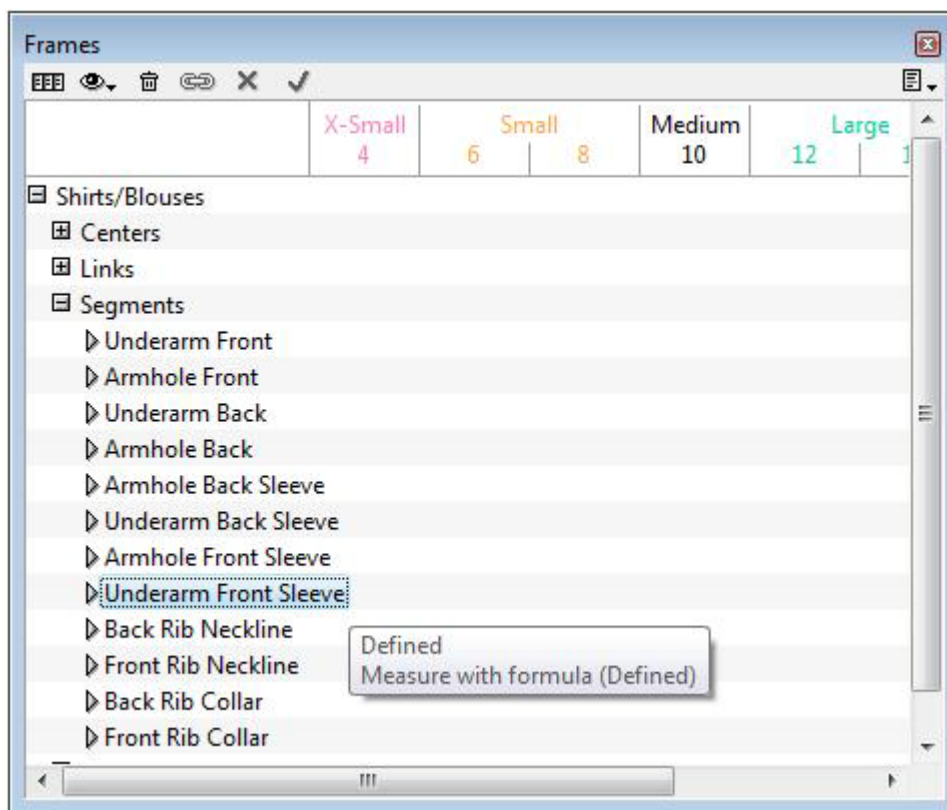 Frames
X-Small Small Medium Large
4 6 8 10 12
Shirts/Blouses
Centers
Links
Segments
Underarm Front
Armhole Front
Underarm Back
Armhole Back
Armhole Back Sleeve
Underarm Back Sleeve
Armhole Front Sleeve
Underarm Front Sleeve
Back Rib Neckline
Defined
Front Rib Neckline
Measure with formula (Defined)
Back Rib Collar
Front Rib Collar